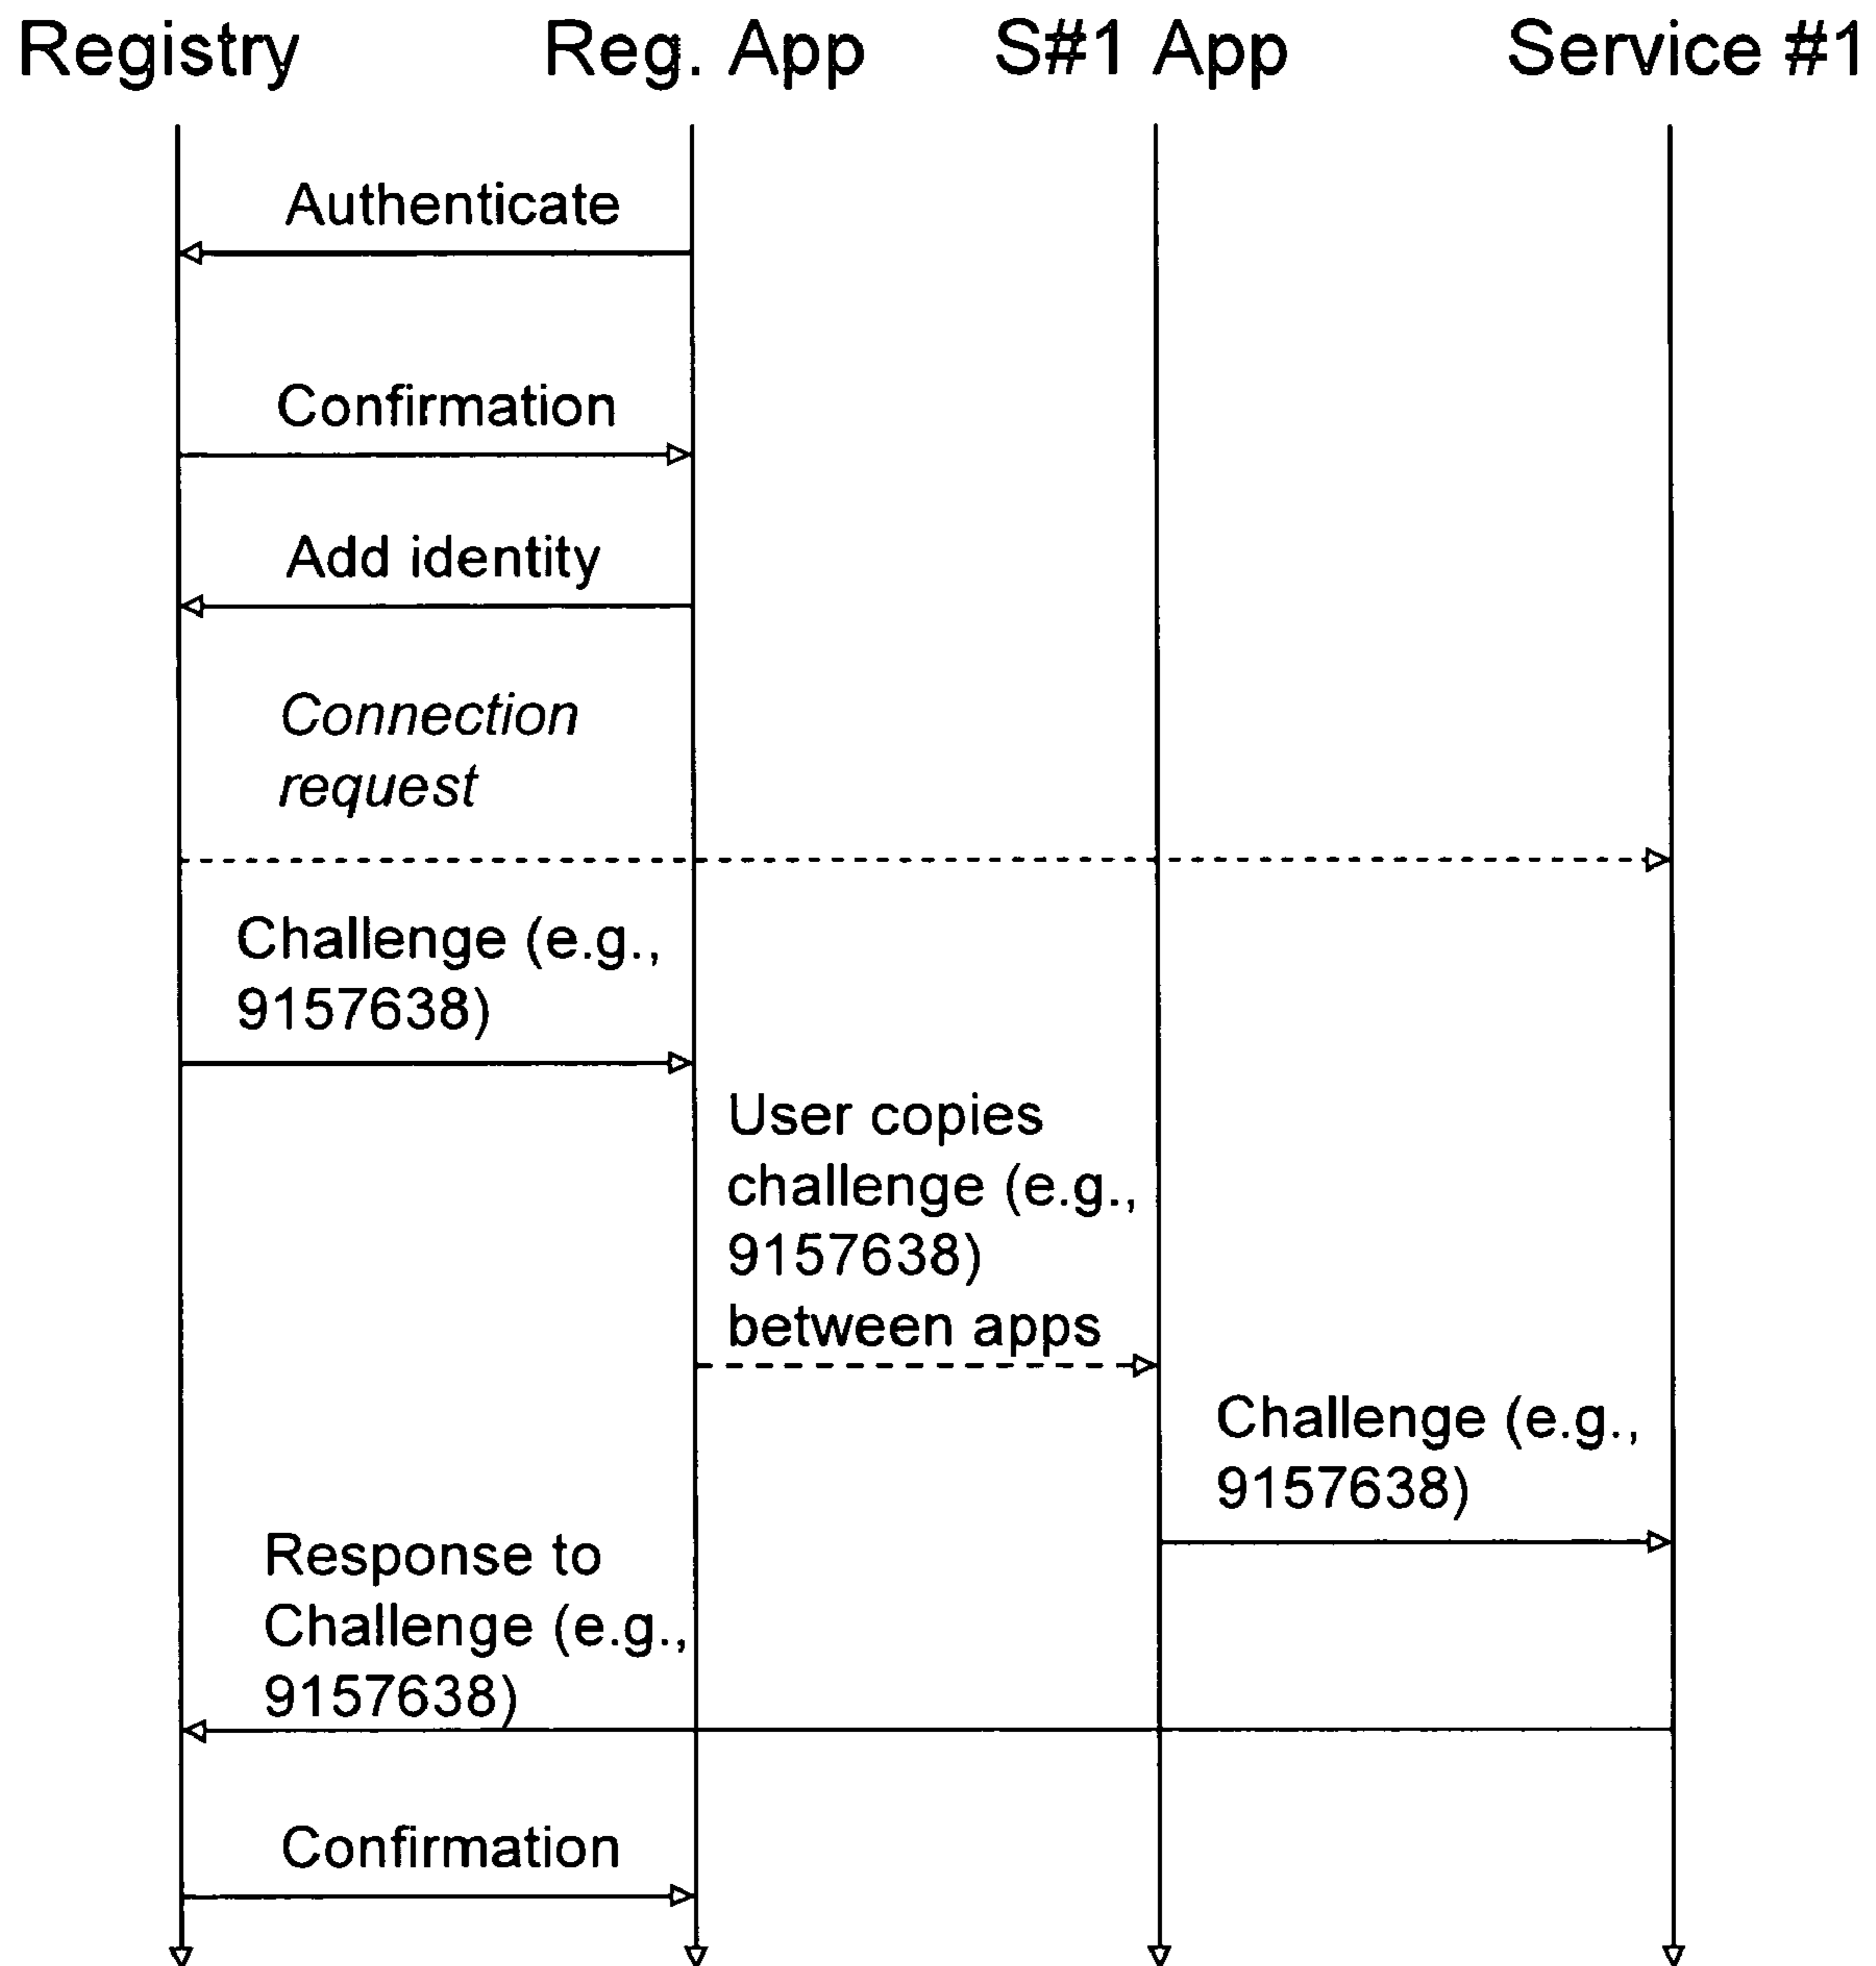 Registry Reg. App S#1 App Service #1
Authenticate
Confirmation
Add identity
Connection
request
Challenge (e.g.,
9157638)
User copies
challenge (e.g.,
9157638)
between apps
Challenge (e.g.,
9157638)
Response to
Challenge (e.g.,
9157638)
Confirmation